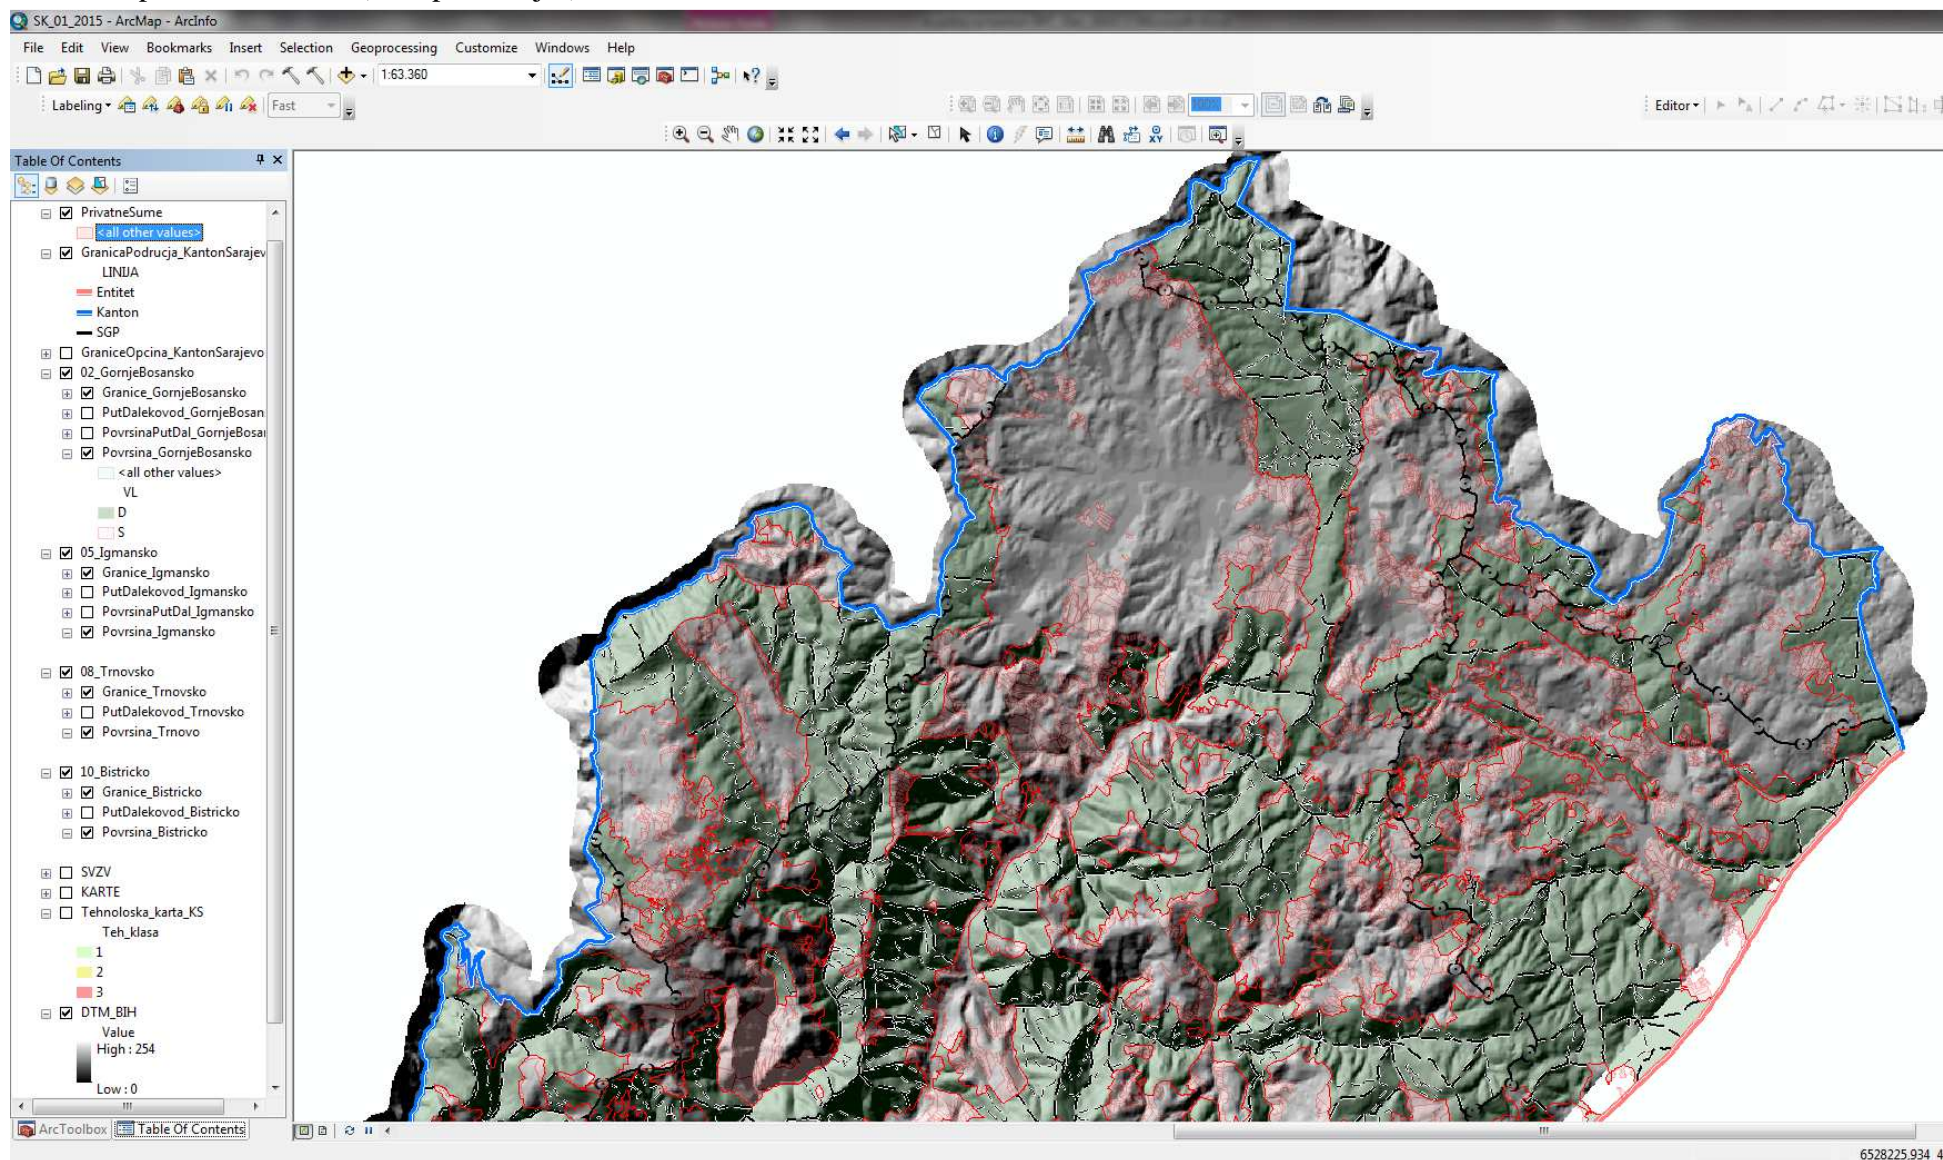 SK_01_2015 - ArcMap - ArcInfo
File Edit View Bookmarks Insert Selection Geoprocessing Customize Windows Help
1:63.360
Labeling Fast 100% Editor
Table Of Contents
PrivatneSume
<all other values>
GranicaPodrucja_KantonSarajev
LINIJA
Entitet
Kanton
SGP
GraniceOpcina_KantonSarajevo
02_GornjeBosansko
Granice_GornjeBosansko
PutDalekovod_GornjeBosan
PovrsinaPutDal_GornjeBosa
Povrsina_GornjeBosansko
<all other values>
VL
D
S
05_Igmansko
Granice_Igmansko
PutDalekovod_Igmansko
PovrsinaPutDal_Igmansko
Povrsina_Igmansko
08_Trnovsko
Granice_Trnovsko
PutDalekovod_Trnovsko
Povrsina_Trnovo
10_Bistricko
Granice_Bistricko
PutDalekovod_Bistricko
Povrsina_Bistricko
SVZV
KARTE
Tehnoloska_karta_KS
Teh_klasa
1
2
3
DTM_BIH
Value
High : 254
Low : 0
ArcToolbox Table Of Contents
6528225.934 4